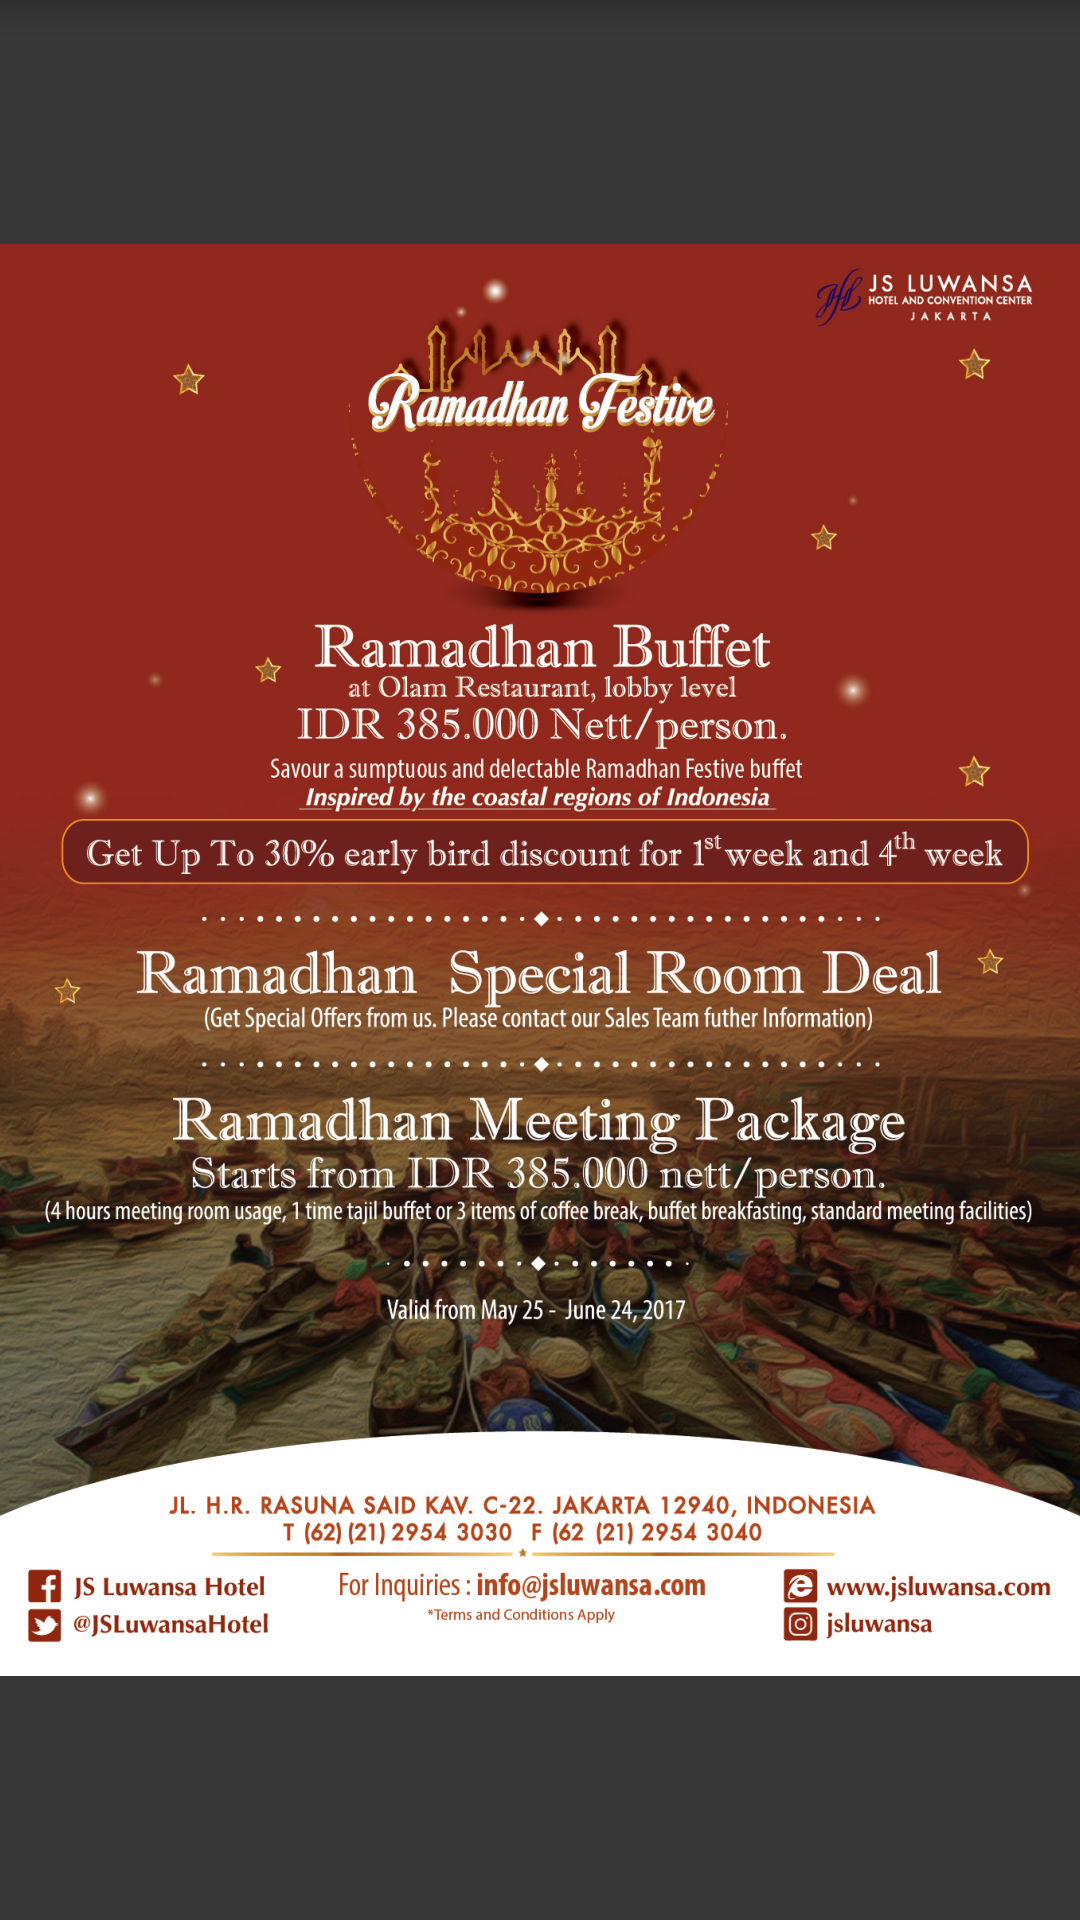 JS LUWANSA
HOTEL AND CONVENTION CENTER
JAKARTA
Ramadhan Festive
Ramadhan Buffet
at Olam Restaurant, lobby level
IDR 385.000 Nett/person.
Savour a sumptuous and delectable Ramadhan Festive buffet
Inspired by the coastal regions of Indonesia
Get Up To 30% early bird discount for 1st week and 4th week
Ramadhan Special Room Deal
(Get Special Offers from us. Please contact our Sales Team futher Information)
Ramadhan Meeting Package
Starts from IDR 385.000 nett/person.
(4 hours meeting room usage, 1 time tajil buffet or 3 items of coffee break, buffet breakfasting, standard meeting facilities)
Valid from May 25 - June 24, 2017
JL. H.R. RASUNA SAID KAV. C-22. JAKARTA 12940, INDONESIA
T (62) (21) 2954 3030 F (62 (21) 2954 3040
JS Luwansa Hotel
@JSLuwansaHotel
For Inquiries : info@jsluwansa.com
*Terms and Conditions Apply
www.jsluwansa.com
jsluwansa